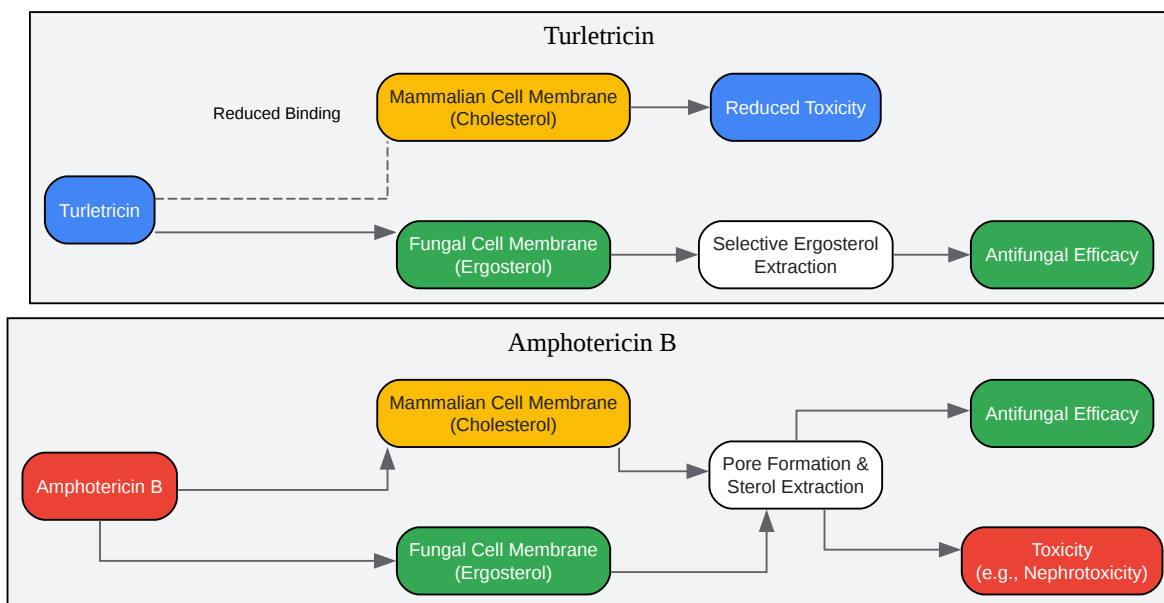 Turletricin
Reduced Binding
Mammalian Cell Membrane
(Cholesterol)
Reduced Toxicity
Turletricin
Fungal Cell Membrane
(Ergosterol)
Selective Ergosterol
Extraction
Antifungal Efficacy
Amphotericin B
Mammalian Cell Membrane
(Cholesterol)
Antifungal Efficacy
Amphotericin B
Pore Formation &
Sterol Extraction
Fungal Cell Membrane
(Ergosterol)
Toxicity
(e.g., Nephrotoxicity)